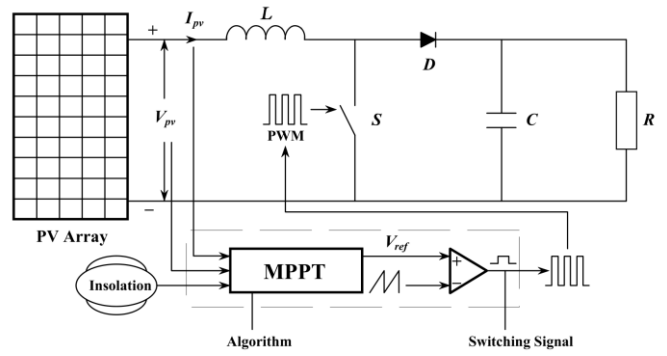 +
I_pv
L
D
V_pv
PWM
S
C
R
−
PV Array
V_ref
MPPT
+
−
Insolation
Algorithm
Switching Signal